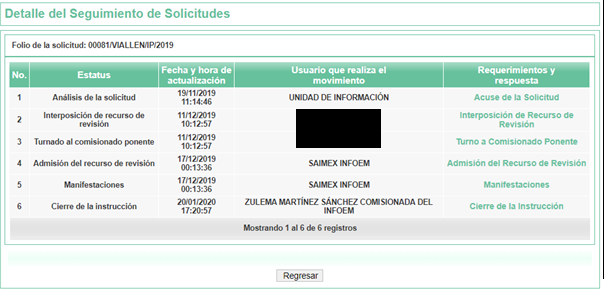 Detalle del Seguimiento de Solicitudes
Folio de la solicitud: 00081/VIALLEN/IP/2019
No. Estatus Fecha y hora de actualización Usuario que realiza el movimiento Requerimientos y respuesta
1 Análisis de la solicitud 19/11/2019 11:14:46 UNIDAD DE INFORMACIÓN Acuse de la Solicitud
2 Interposición de recurso de revisión 11/12/2019 10:12:57 Interposición de Recurso de Revisión
3 Turnado al comisionado ponente 11/12/2019 10:12:57 Turno a Comisionado Ponente
4 Admisión del recurso de revisión 17/12/2019 00:13:36 SAIMEX INFOEM Admisión del Recurso de Revisión
5 Manifestaciones 17/12/2019 00:13:36 SAIMEX INFOEM Manifestaciones
6 Cierre de la instrucción 20/01/2020 17:20:57 ZULEMA MARTÍNEZ SÁNCHEZ COMISIONADA DEL INFOEM Cierre de la Instrucción
Mostrando 1 al 6 de 6 registros
Regresar